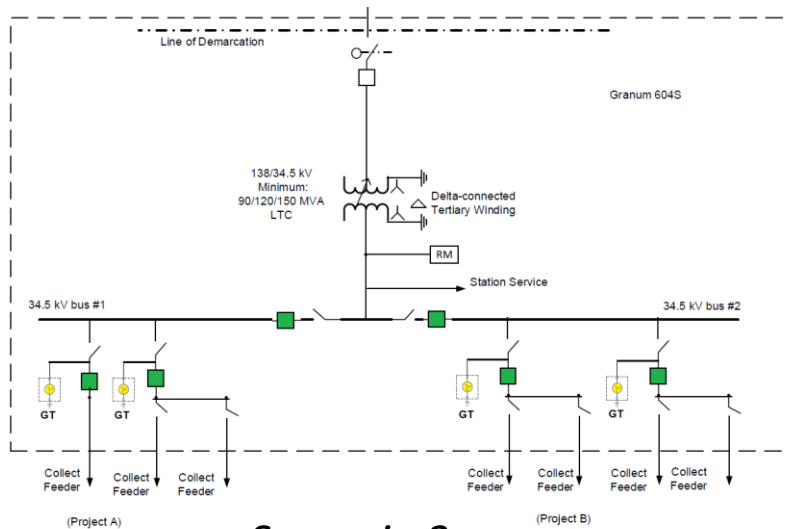 Line of Demarcation
Granum 604S
138/34.5 kV
Minimum:
90/120/150 MVA
LTC
Delta-connected
Tertiary Winding
RM
Station Service
34.5 kV bus #1
34.5 kV bus #2
GT
GT
GT
GT
Collect
Feeder
Collect
Feeder
Collect
Feeder
Collect
Feeder
Collect
Feeder
Collect
Feeder
Collect
Feeder
(Project A)
(Project B)